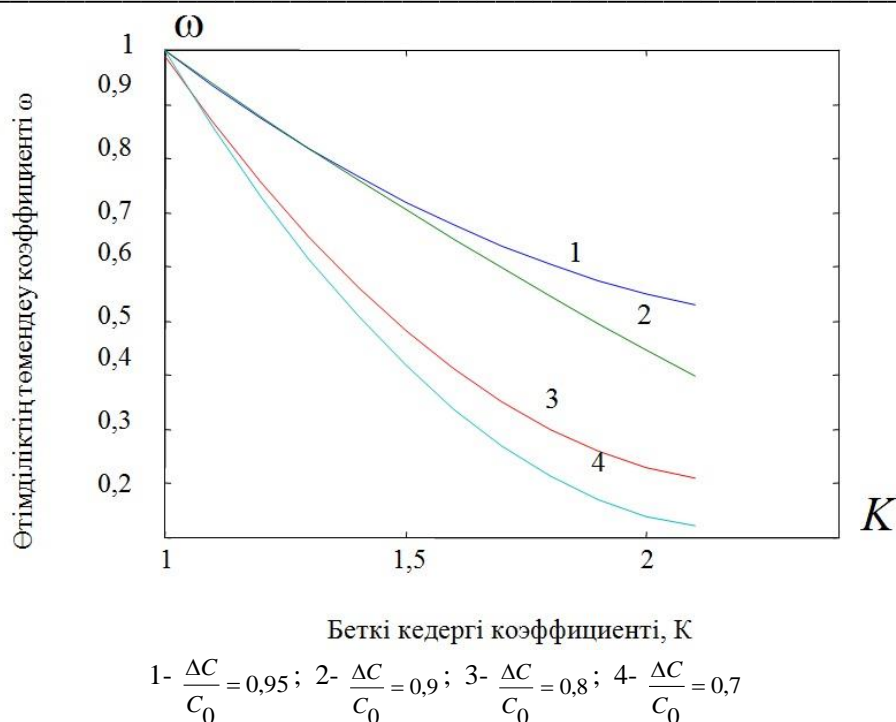 ω
1
0,9
0,8
0,7
0,6
0,5
0,4
0,3
0,2
Өтімділіктің төмендеу коэффициенті ω
1
2
3
4
K
1 1,5 2
Беткі кедергі коэффициенті, К
1- ΔC/C₀ = 0,95 ; 2- ΔC/C₀ = 0,9 ; 3- ΔC/C₀ = 0,8 ; 4- ΔC/C₀ = 0,7